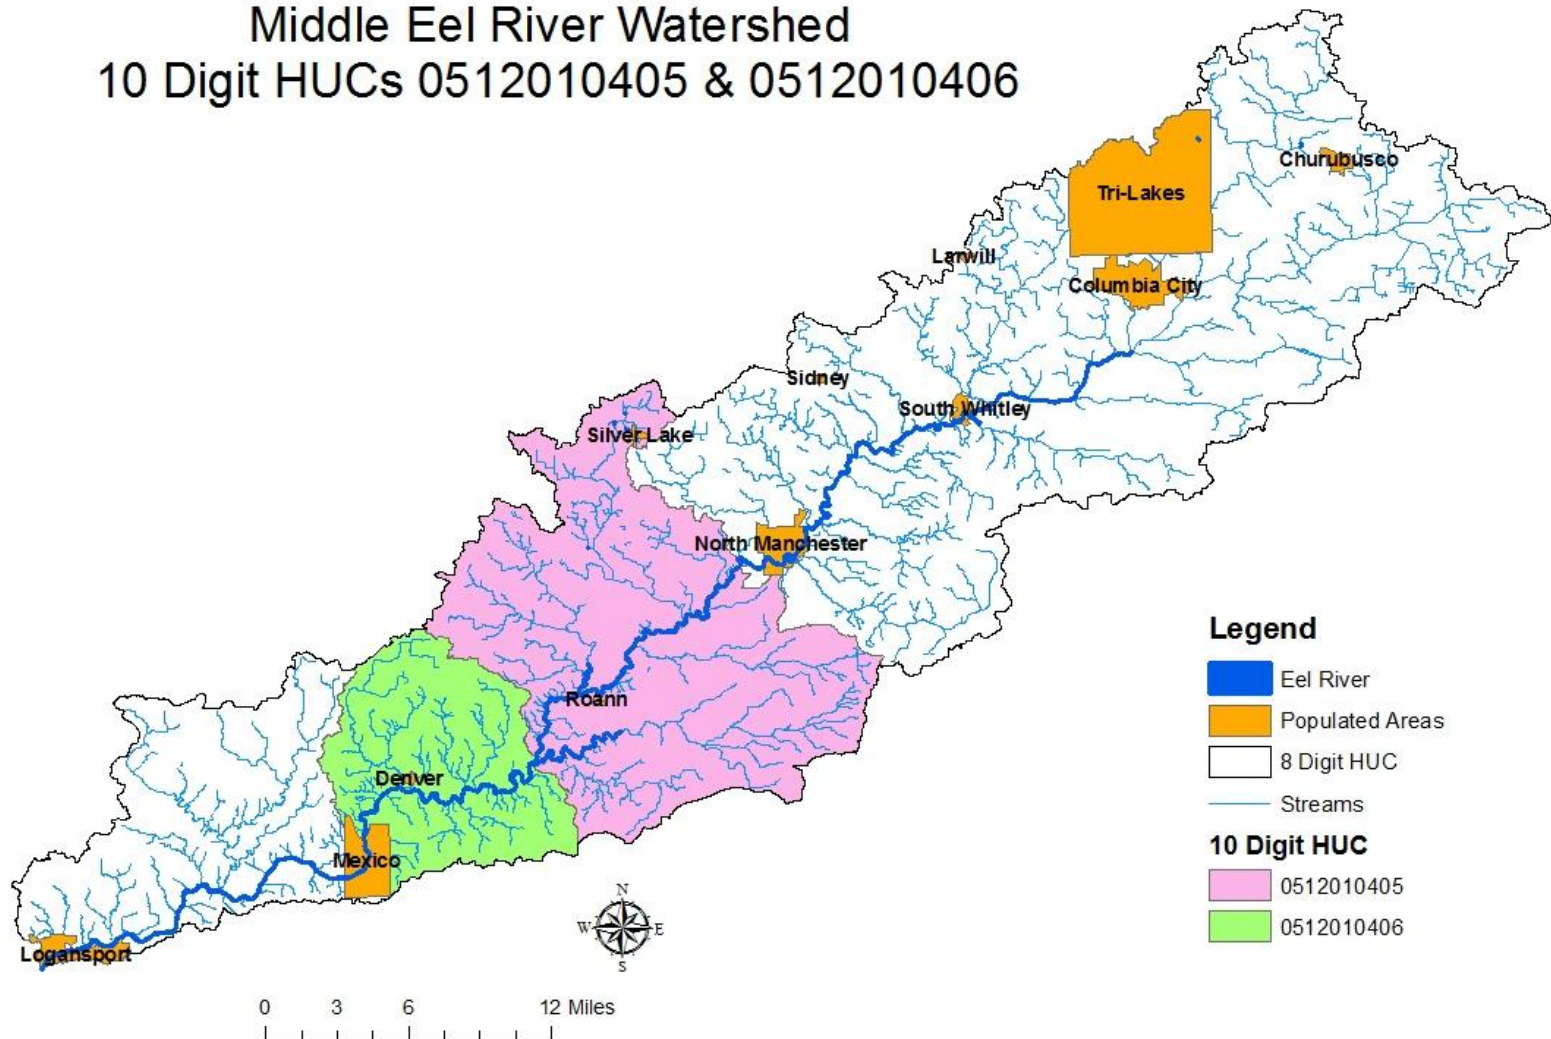 Middle Eel River Watershed
10 Digit HUCs 0512010405 & 0512010406
Churubusco
Tri-Lakes
Larwill
Columbia City
Sidney
South Whitley
Silver Lake
North Manchester
Roann
Denver
Mexico
Logansport
Legend
Eel River
Populated Areas
8 Digit HUC
Streams
10 Digit HUC
0512010405
0512010406
N
W E
S
0 3 6 12 Miles